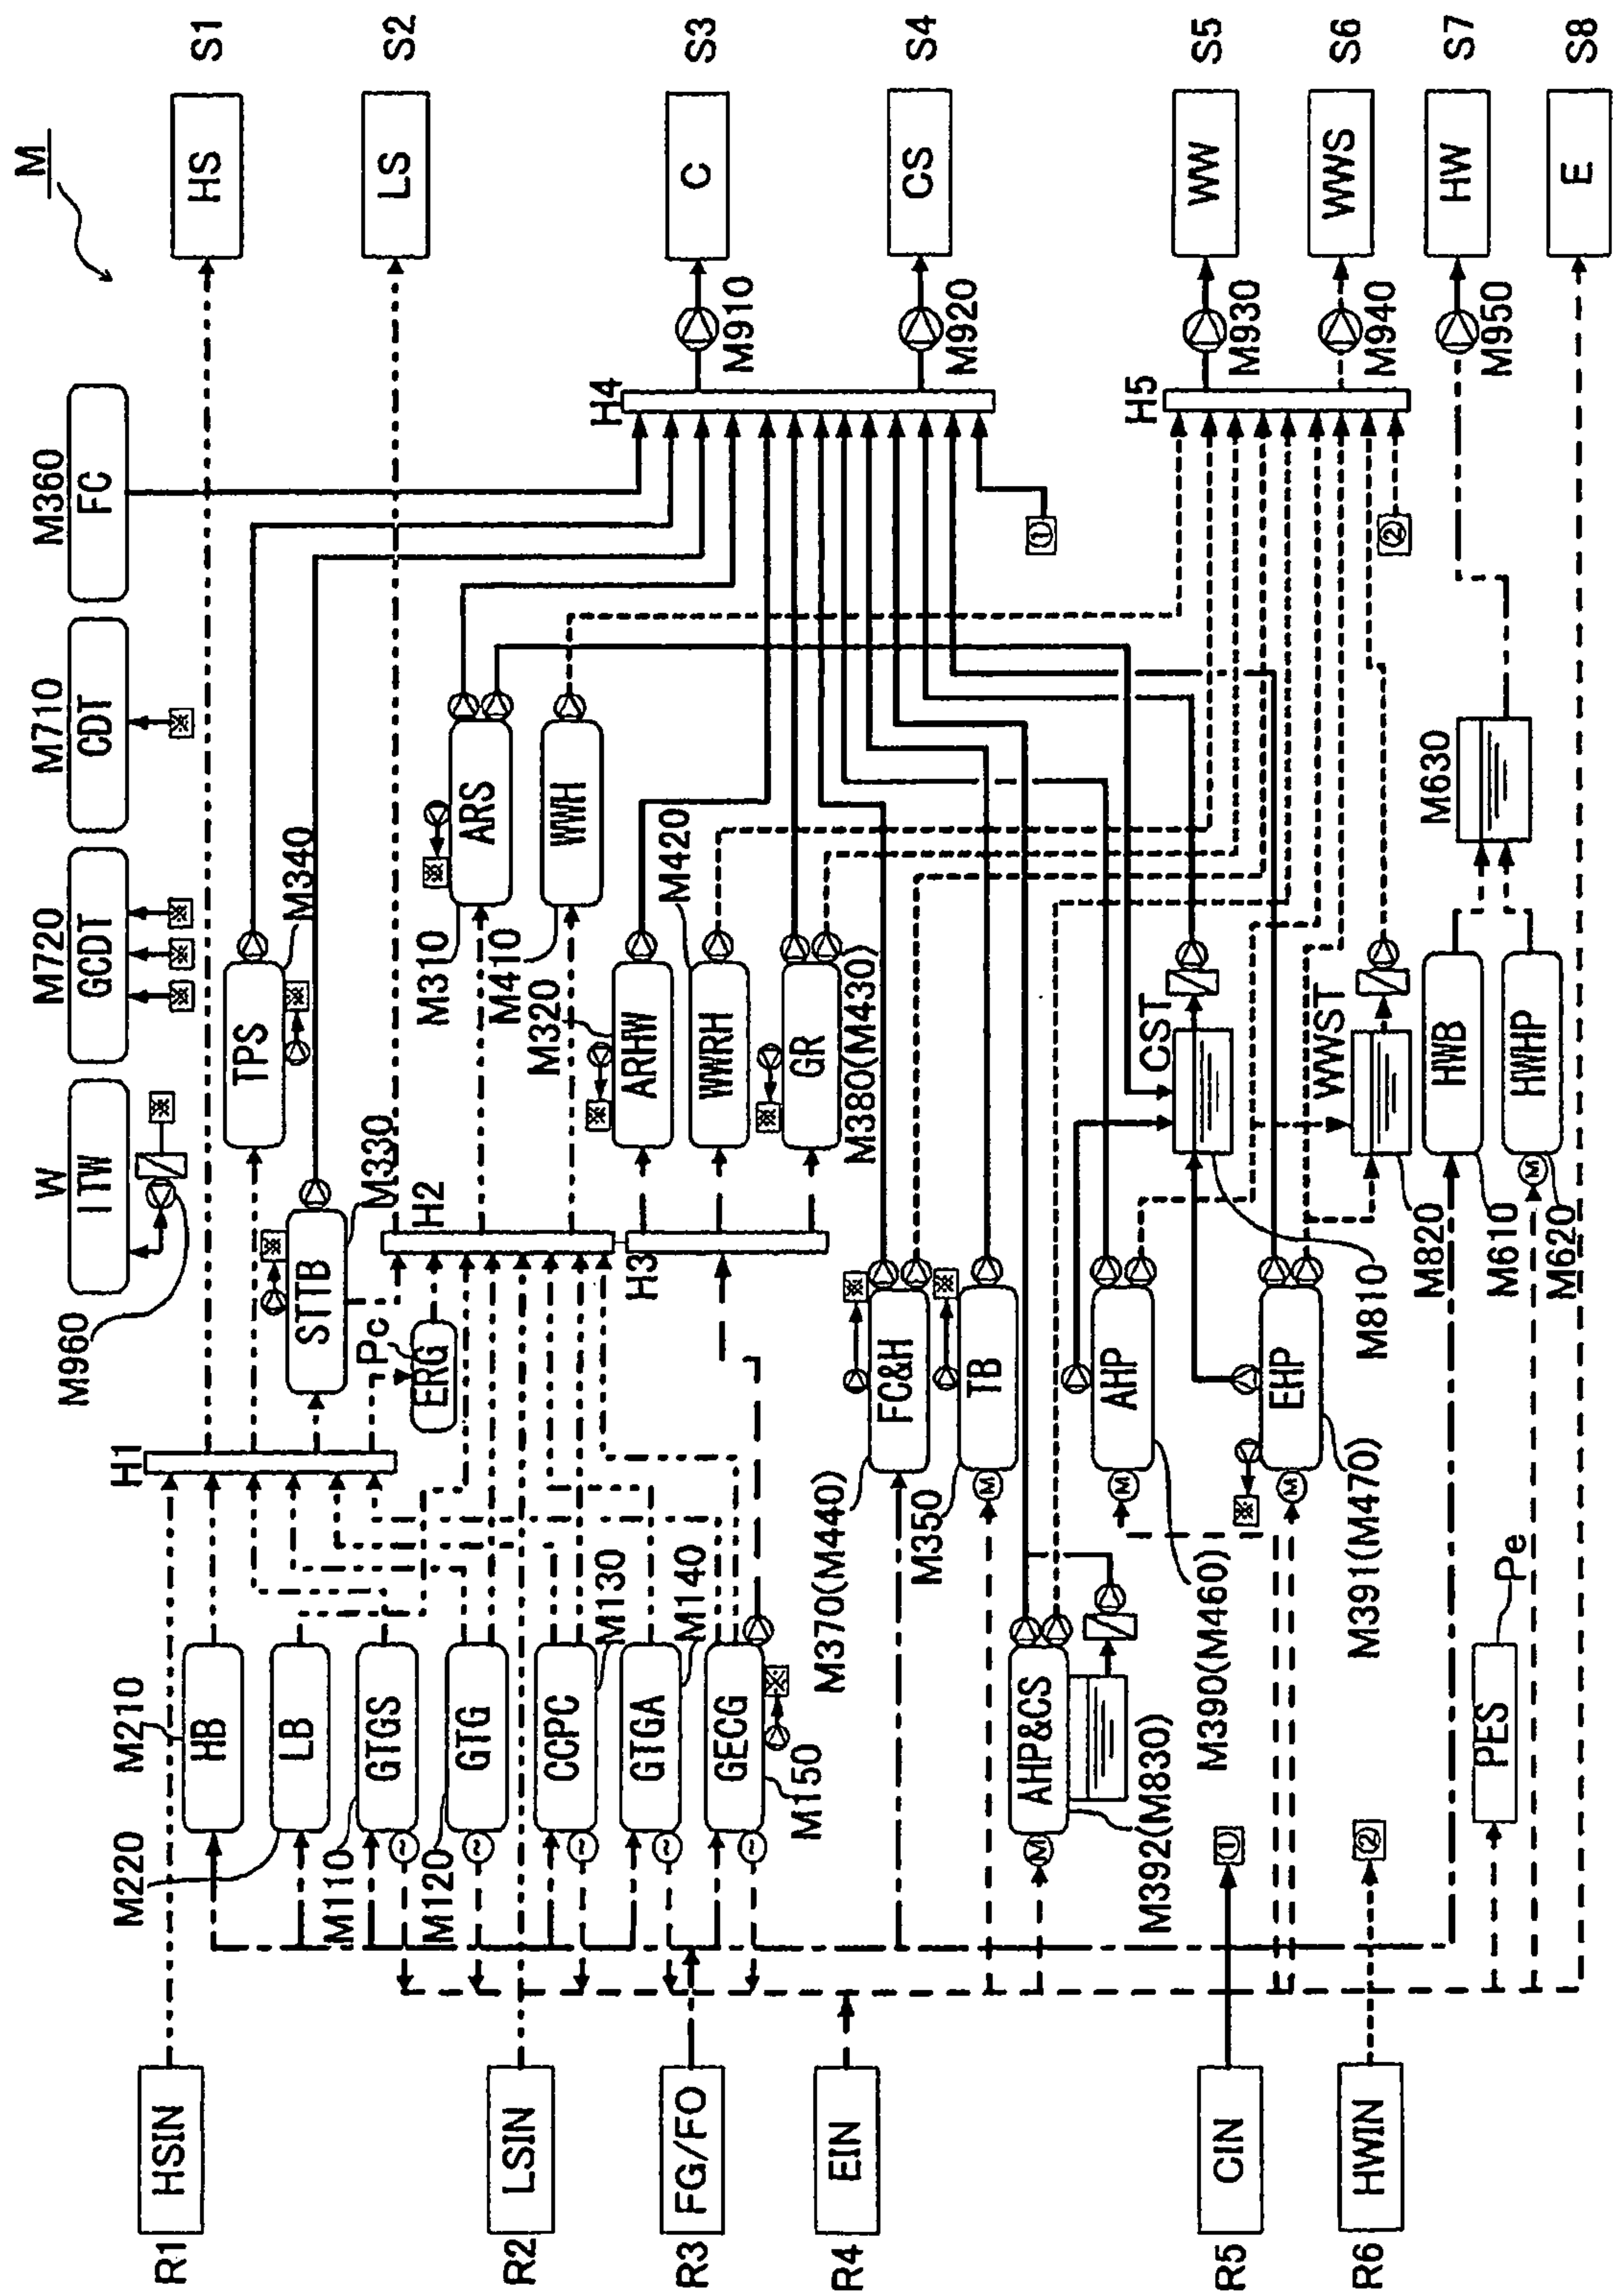 M
R1
HSIN
R2
LSIN
R3
FG/FO
R4
EIN
R5
CIN
①
R6
HWIN
②
M210
HB
M220
LB
M110
GTGS
M120
GTG
CCPC
M130
GTGA
M140
GECG
M150
H1
M960
W
ITW
M720
GCDT
M710
CDT
M360
FC
TPS
M340
STTB
M330
Pc
ERG
H2
H3
M310
ARS
M410
WWH
M320
ARHW
M420
WWRH
GR
M380(M430)
FC&H
M370(M440)
TB
M350
AHP
M390(M460)
EHP
M391(M470)
AHP&CS
M392(M830)
PES
Pe
CST
M810
WWST
M820
HWB
M610
HWHP
M620
M630
M
M
M
M
M
H4
①
H5
②
M910
M920
M930
M940
M950
HS
S1
LS
S2
C
S3
CS
S4
WW
S5
WWS
S6
HW
S7
E
S8